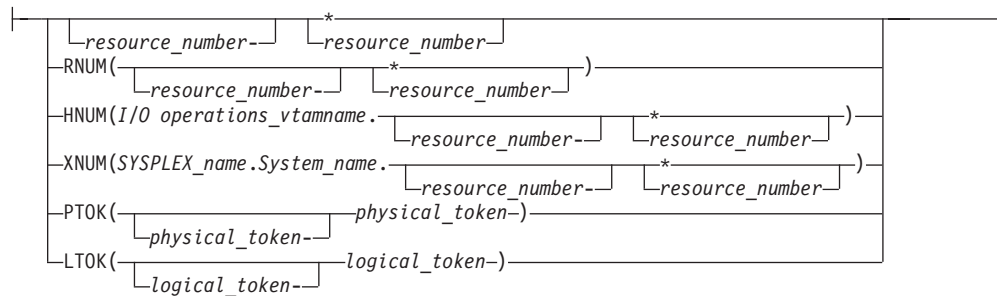 *
resource_number- resource_number
RNUM( * )
resource_number- resource_number
HNUM(I/O operations_vtamname. * )
resource_number- resource_number
XNUM(SYSPLEX_name.System_name. * )
resource_number- resource_number
PTOK( physical_token )
physical_token-
LTOK( logical_token )
logical_token-